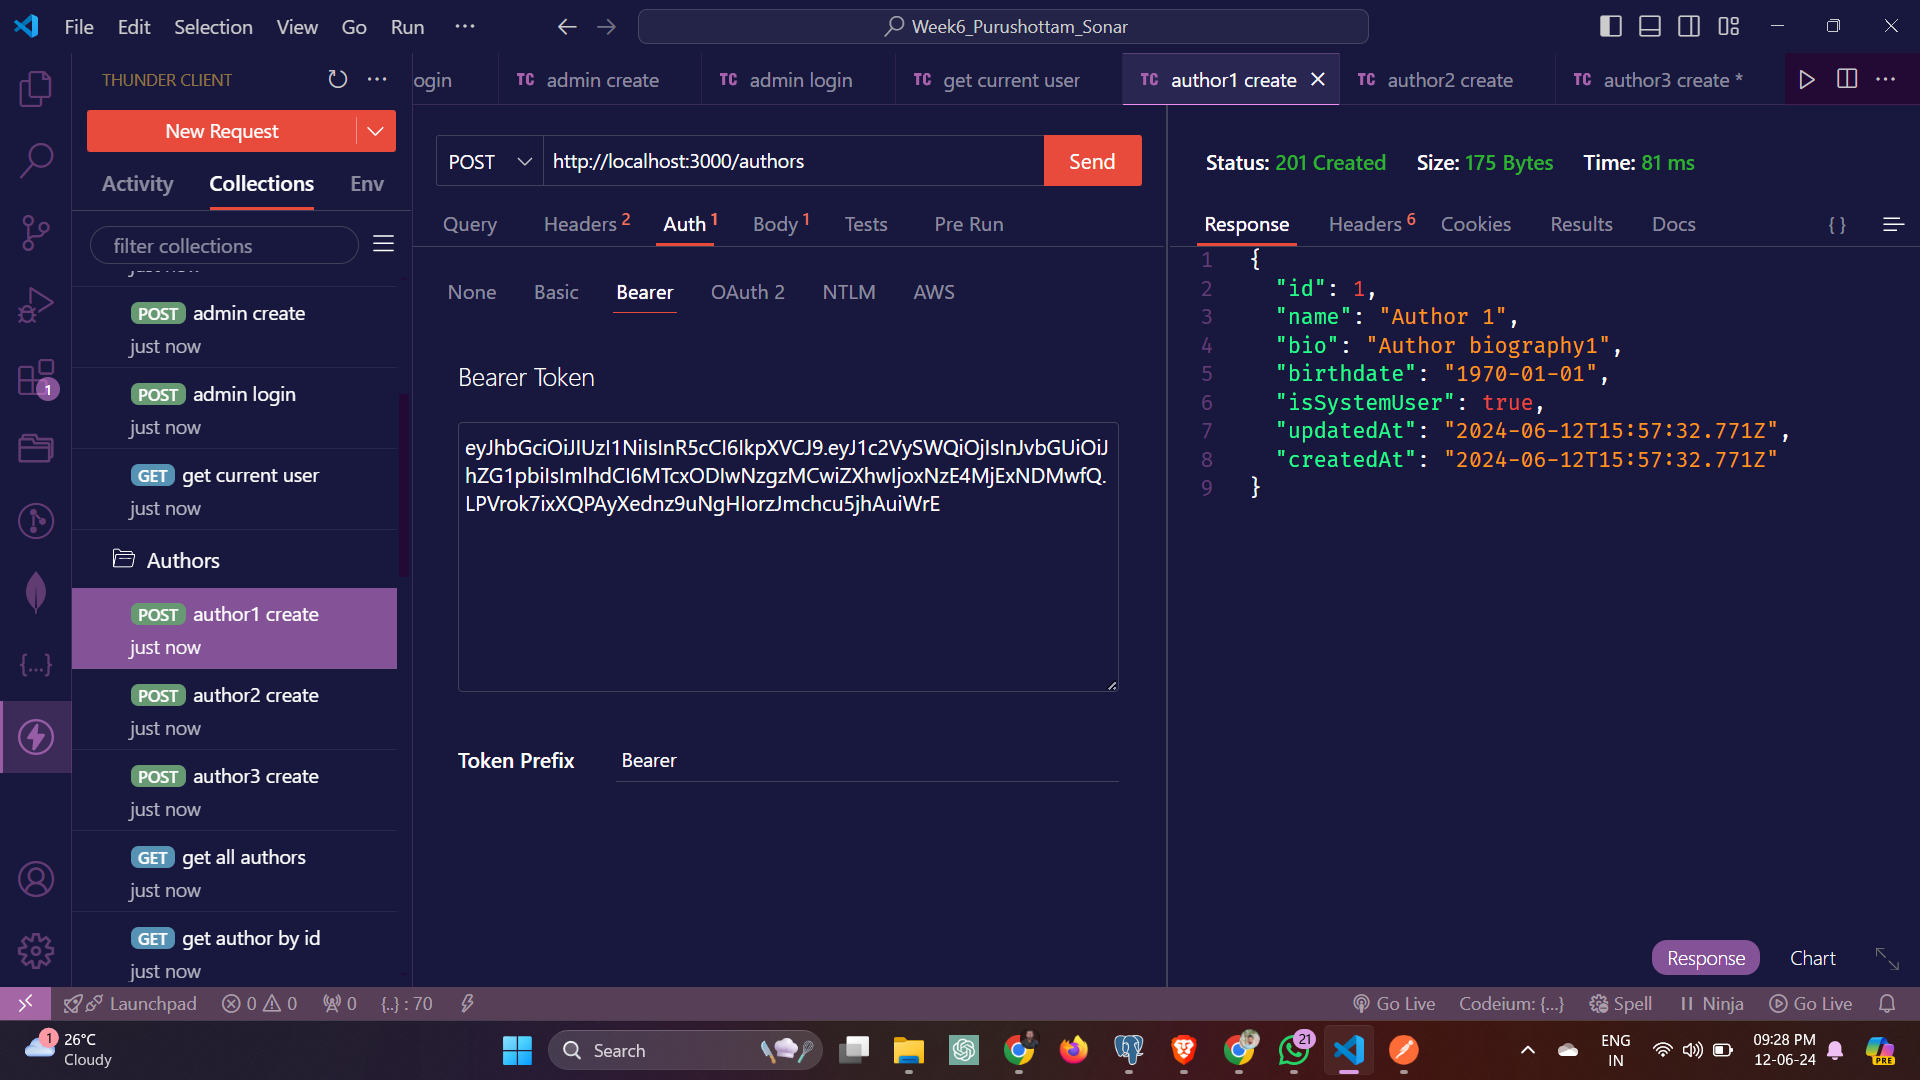 File Edit Selection View Go Run ···
Week6_Purushottam_Sonar
THUNDER CLIENT
New Request
Activity Collections Env
filter collections
POST admin create
just now
POST admin login
just now
GET get current user
just now
Authors
POST author1 create
just now
POST author2 create
just now
POST author3 create
just now
GET get all authors
just now
GET get author by id
just now
1
ogin
TC admin create
TC admin login
TC get current user
TC author1 create
TC author2 create
TC author3 create *
POST http://localhost:3000/authors Send
Query Headers 2 Auth 1 Body 1 Tests Pre Run
None Basic Bearer OAuth 2 NTLM AWS
Bearer Token
eyJhbGciOiJIUzI1NiIsInR5cCI6IkpXVCJ9.eyJ1c2VySWQiOjIsInJvbGUiOiJ
hZG1pbiIsImlhdCI6MTcxODIwNzgzMCwiZXhwIjoxNzE4MjExNDMwfQ.
LPVrok7ixXQPAyXednz9uNgHIorzJmchcu5jhAuiWrE
Token Prefix Bearer
Status: 201 Created Size: 175 Bytes Time: 81 ms
Response Headers 6 Cookies Results Docs { }
1 {
2 "id": 1,
3 "name": "Author 1",
4 "bio": "Author biography1",
5 "birthdate": "1970-01-01",
6 "isSystemUser": true,
7 "updatedAt": "2024-06-12T15:57:32.771Z",
8 "createdAt": "2024-06-12T15:57:32.771Z"
9 }
Response Chart
Launchpad 0 0 0 {..} : 70
Go Live Codeium: {...} Spell Ninja Go Live
1 26°C
Cloudy
Search
21
PRE
ENG
IN
09:28 PM
12-06-24